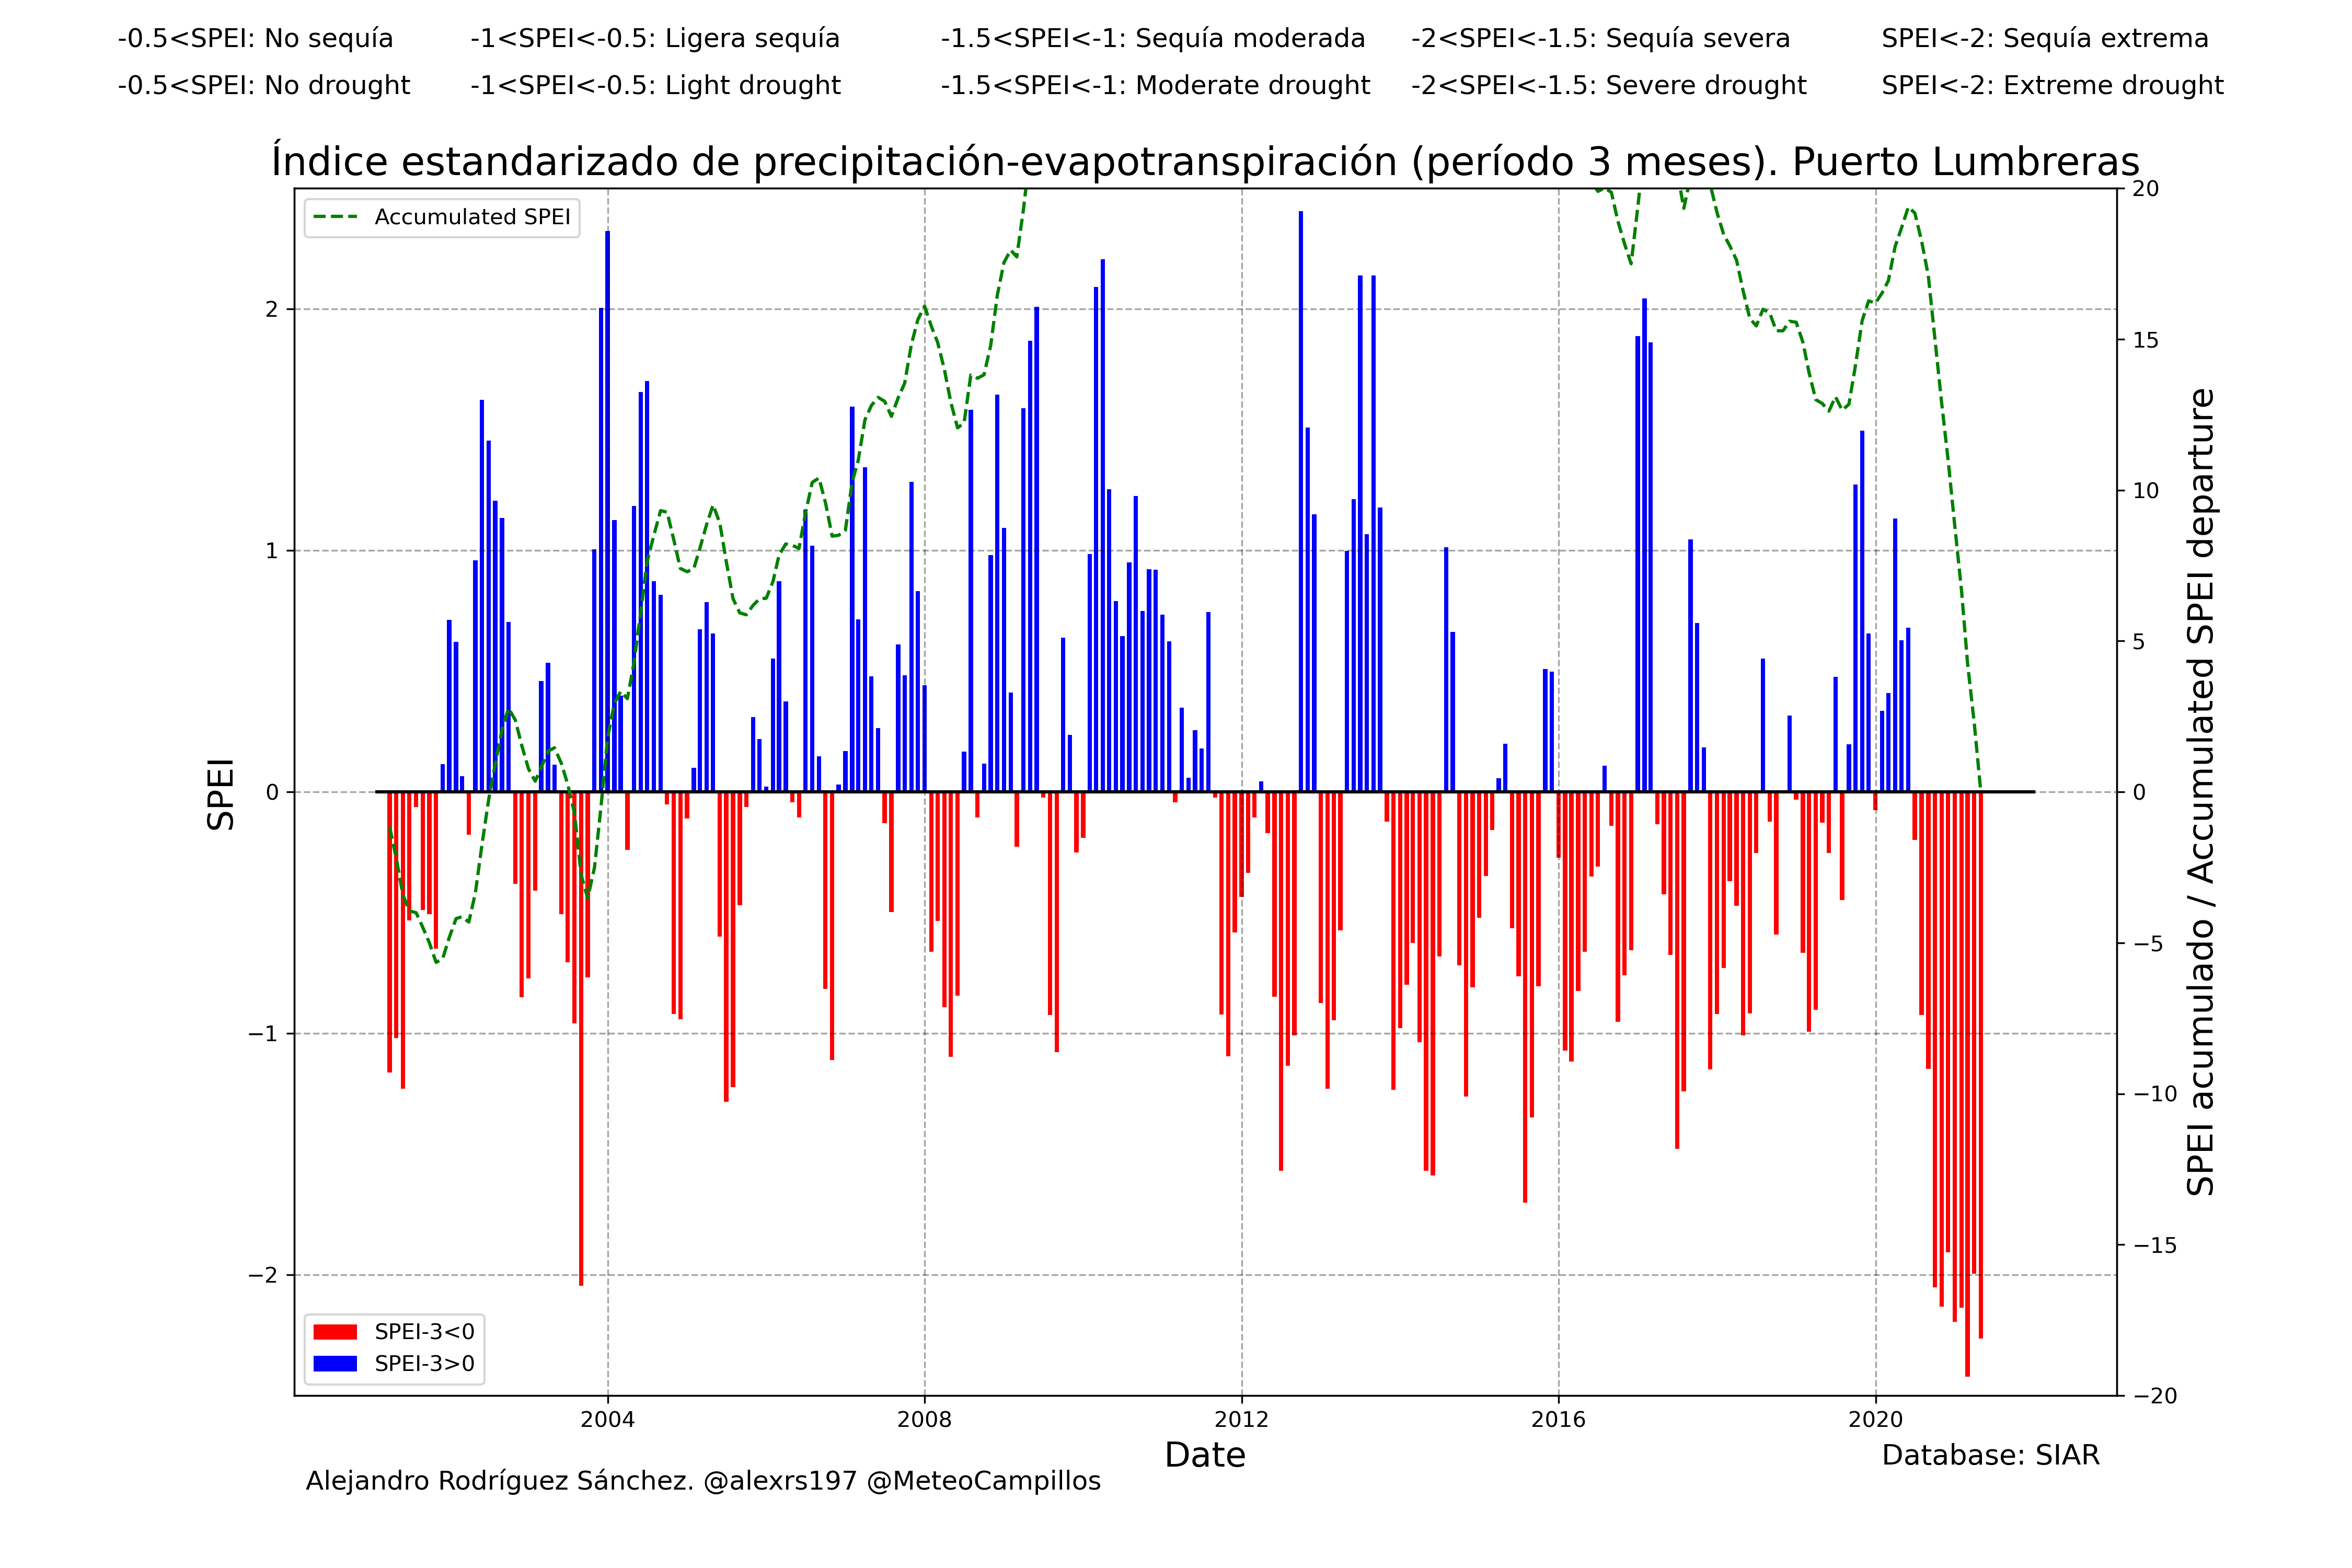 -0.5<SPEI: No sequía -1<SPEI<-0.5: Ligera sequía -1.5<SPEI<-1: Sequía moderada -2<SPEI<-1.5: Sequía severa SPEI<-2: Sequía extrema
-0.5<SPEI: No drought -1<SPEI<-0.5: Light drought -1.5<SPEI<-1: Moderate drought -2<SPEI<-1.5: Severe drought SPEI<-2: Extreme drought
Índice estandarizado de precipitación-evapotranspiración (período 3 meses). Puerto Lumbreras
Accumulated SPEI
SPEI
2
1
0
−1
−2
20
15
10
5
0
−5
−10
−15
−20
SPEI acumulado / Accumulated SPEI departure
SPEI-3<0
SPEI-3>0
2004 2008 2012 2016 2020
Date
Database: SIAR
Alejandro Rodríguez Sánchez. @alexrs197 @MeteoCampillos